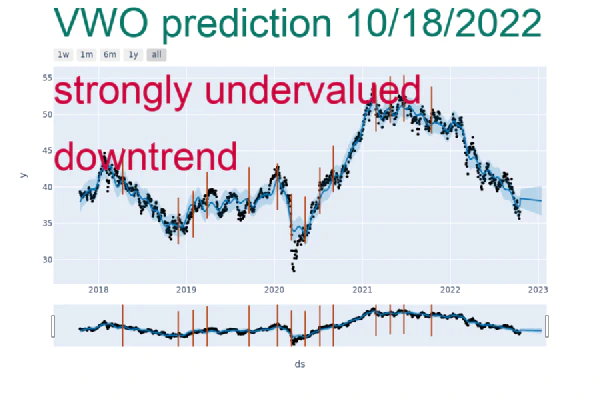 VWO prediction 10/18/2022
1w 1m 6m 1y all
strongly undervalued
downtrend
55
50
45
40
35
30
y
2018 2019 2020 2021 2022 2023
ds